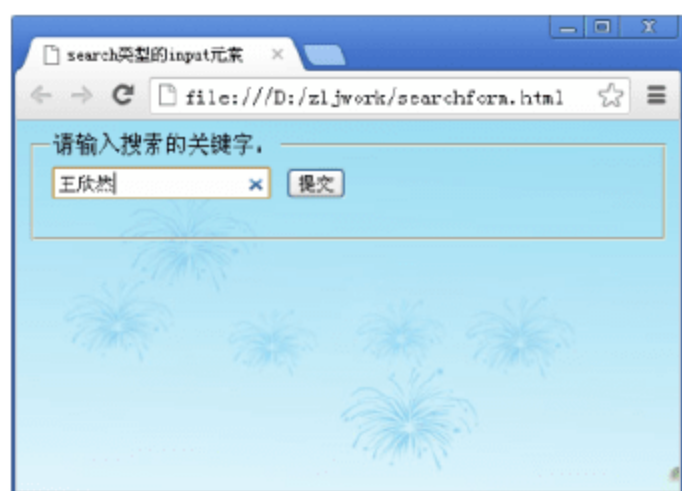 search类型的input元素
file:///D:/zljwork/searchform.html
请输入搜索的关键字。
王欣然
提交